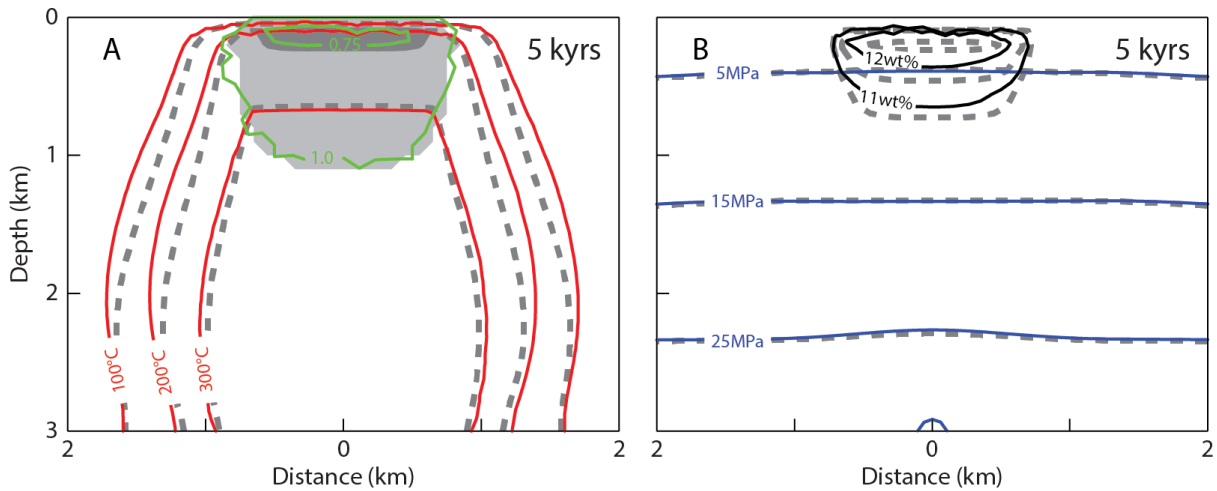 A
5 kyrs
0.75
1.0
100°C
200°C
300°C
0
1
2
3
Depth (km)
2
0
2
Distance (km)
B
5 kyrs
12wt%
5MPa
11wt%
15MPa
25MPa
2
0
2
Distance (km)